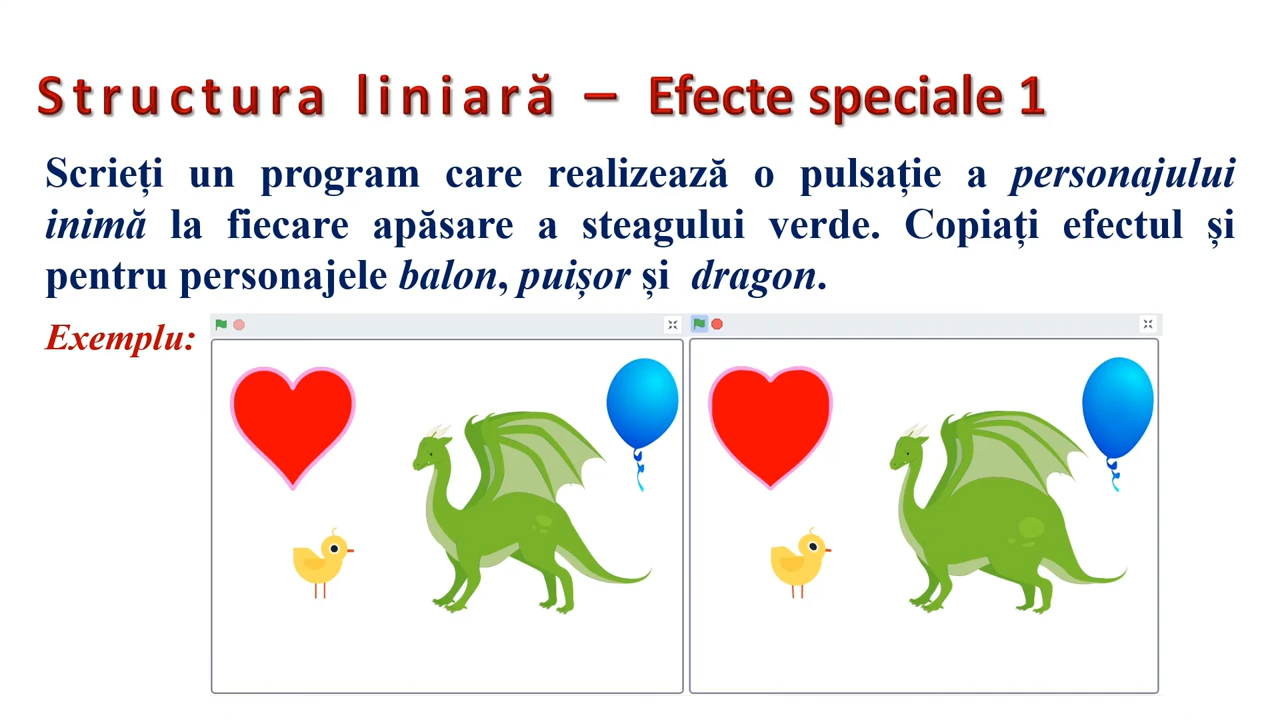 Structura liniară – Efecte speciale 1
Scrieți un program care realizează o pulsație a personajului
inimă la fiecare apăsare a steagului verde. Copiați efectul și
pentru personajele balon, puișor și dragon.
Exemplu: